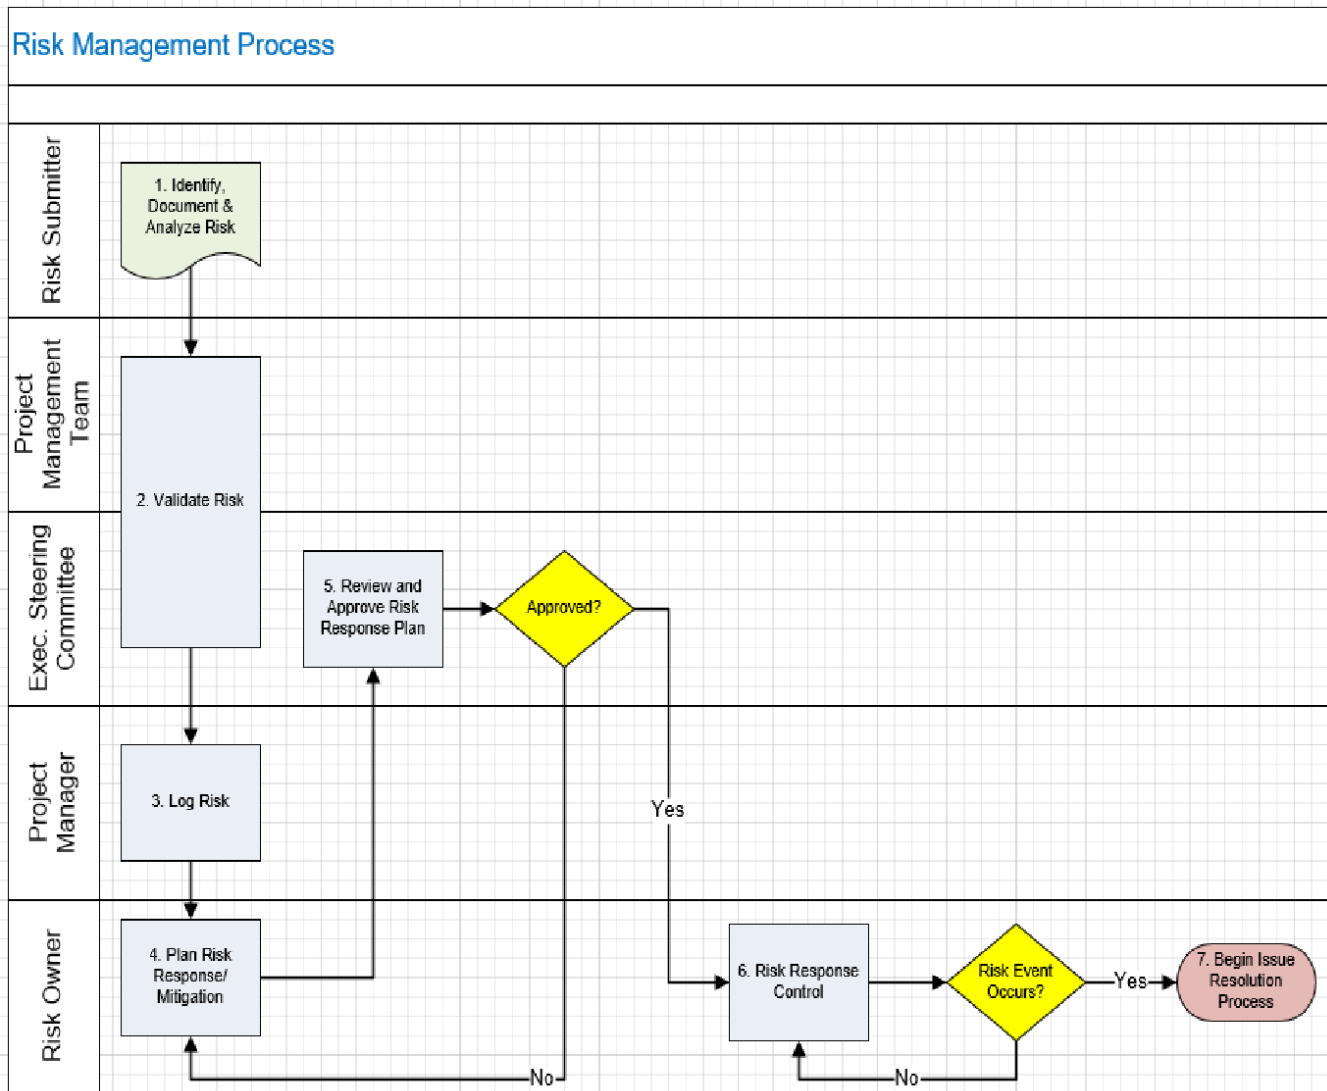 Risk Management Process
Risk Submitter
1. Identify,
Document &
Analyze Risk
Project
Management
Team
2. Validate Risk
Exec. Steering
Committee
5. Review and
Approve Risk
Response Plan
Approved?
Project
Manager
3. Log Risk
Yes
Risk Owner
4. Plan Risk
Response/
Mitigation
6. Risk Response
Control
Risk Event
Occurs?
Yes
7. Begin Issue
Resolution
Process
No
No